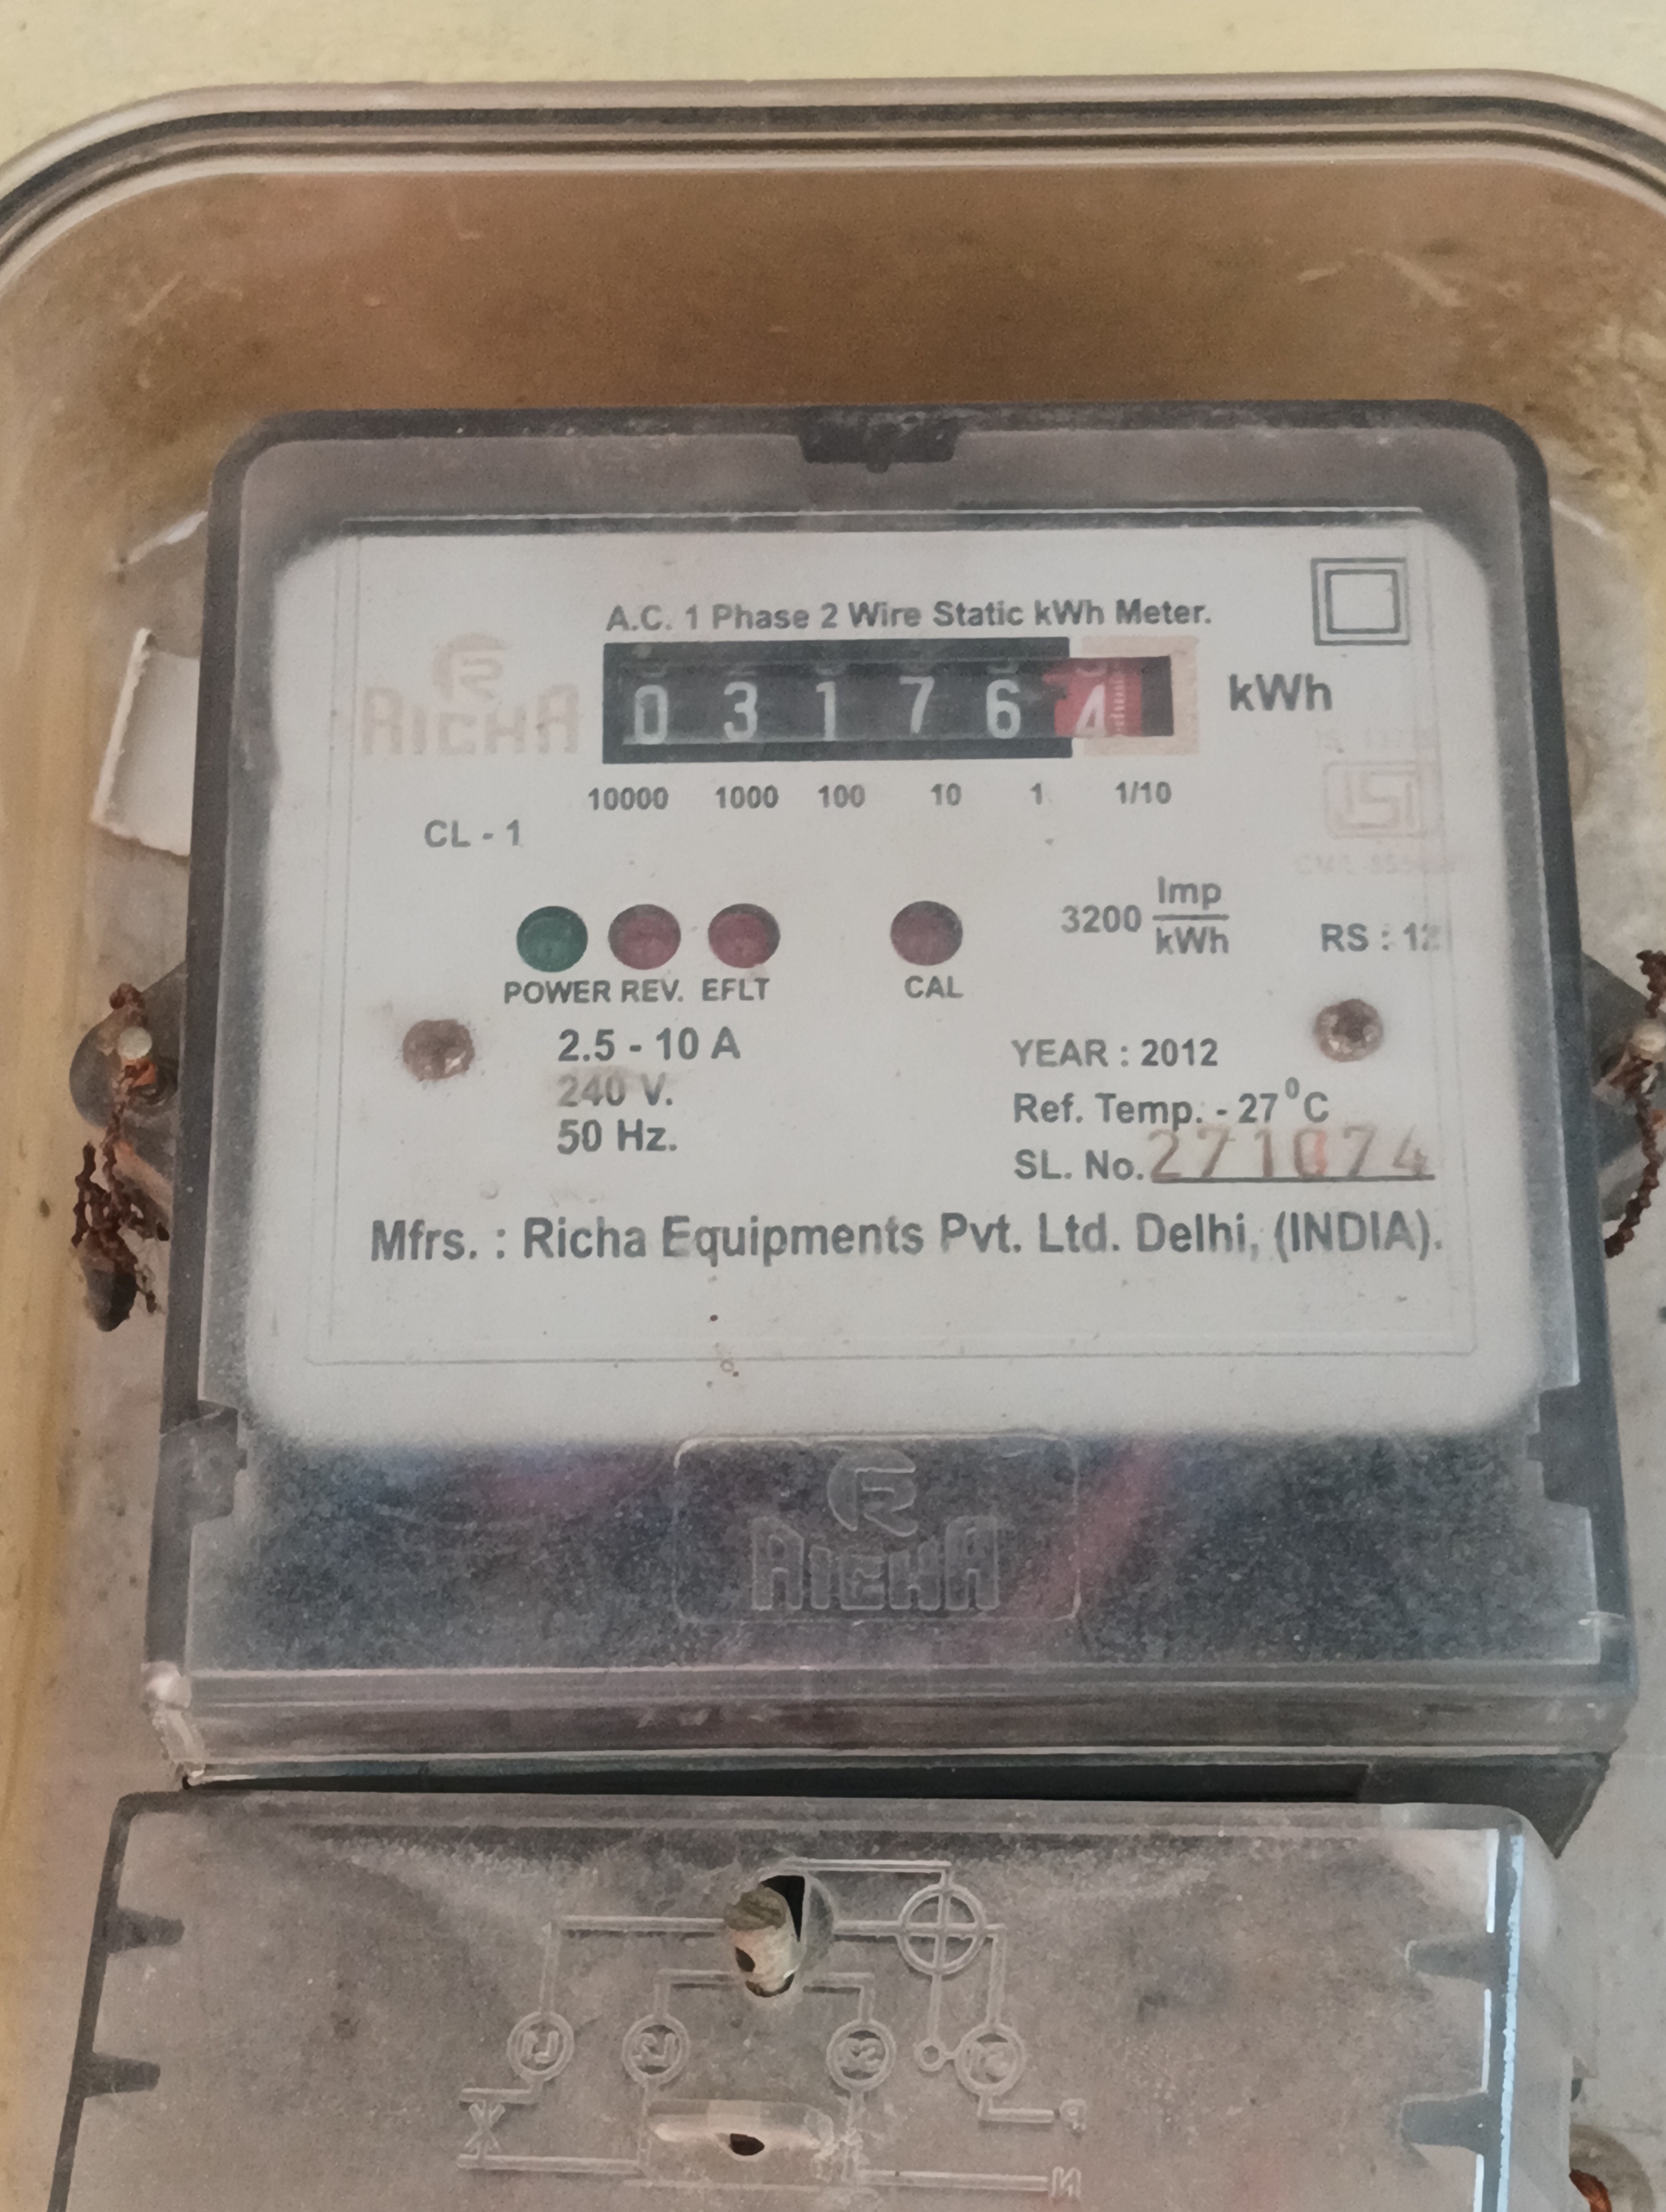 A.C. 1 Phase 2 Wire Static kWh Meter.
RICHA
0 3 1 7 6 4 kWh
10000 1000 100 10 1 1/10
CL - 1
ISI
3200 Imp/kWh
RS : 12
POWER REV. EFLT CAL
2.5 - 10 A
240 V.
50 Hz.
YEAR : 2012
Ref. Temp. - 27°C
SL. No. 271074
Mfrs. : Richa Equipments Pvt. Ltd. Delhi, (INDIA).
RICHA
P
N